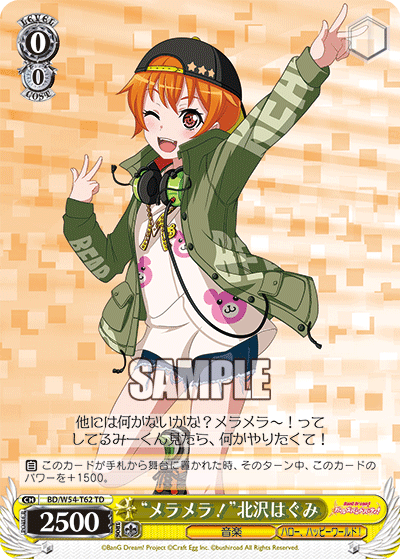 LEVEL
0
0
COST
SAMPLE
他には何かないかな？メラメラ〜！って
してるみーくん見たら、何かやりたくて！
自 このカードが手札から舞台に置かれた時、そのターン中、このカードの
パワーを+1500。
CH BD/W54-T62 TD
POWER
2500
SOUL
“メラメラ！”北沢はぐみ
音楽
ハロー、ハッピーワールド！
©BanG Dream! Project ©Craft Egg Inc. ©bushiroad All Rights Reserved.